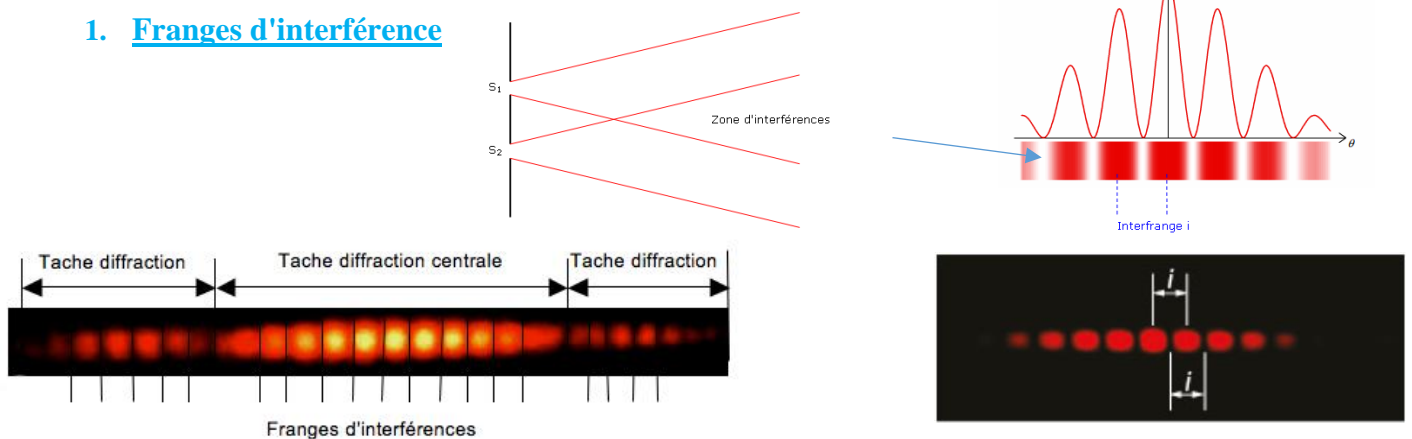 1. Franges d'interférence
S1
S2
Zone d'interférences
θ
Interfrange i
Tache diffraction
Tache diffraction centrale
Tache diffraction
Franges d'interférences
i
i